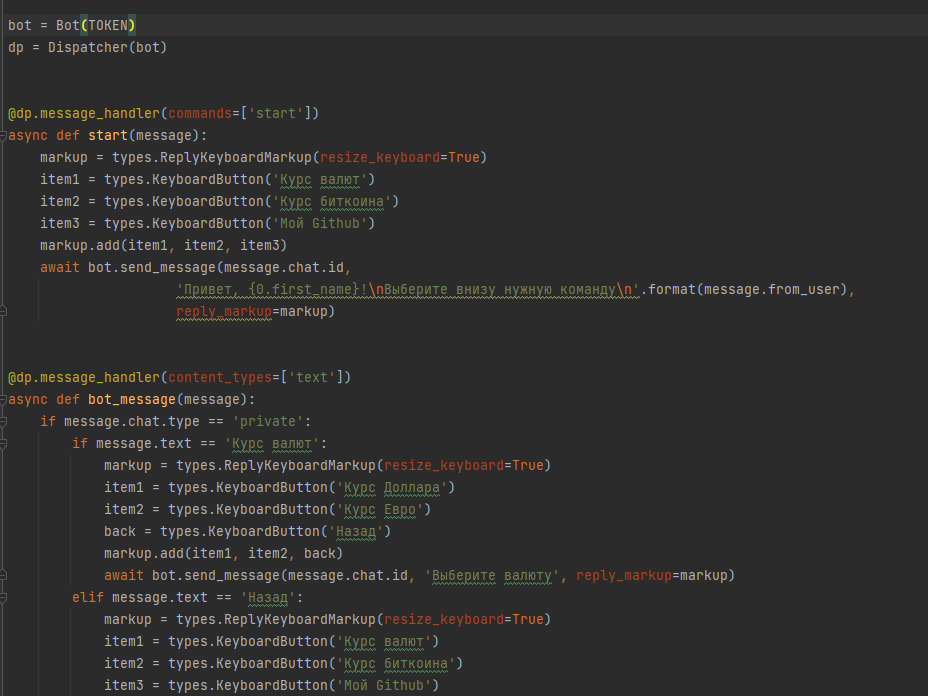 bot = Bot(TOKEN)
dp = Dispatcher(bot)
@dp.message_handler(commands=['start'])
async def start(message):
    markup = types.ReplyKeyboardMarkup(resize_keyboard=True)
    item1 = types.KeyboardButton('Курс валют')
    item2 = types.KeyboardButton('Курс биткоина')
    item3 = types.KeyboardButton('Мой Github')
    markup.add(item1, item2, item3)
    await bot.send_message(message.chat.id,
                     'Привет, {0.first_name}!\nВыберите внизу нужную команду\n'.format(message.from_user),
                     reply_markup=markup)
@dp.message_handler(content_types=['text'])
async def bot_message(message):
    if message.chat.type == 'private':
        if message.text == 'Курс валют':
            markup = types.ReplyKeyboardMarkup(resize_keyboard=True)
            item1 = types.KeyboardButton('Курс Доллара')
            item2 = types.KeyboardButton('Курс Евро')
            back = types.KeyboardButton('Назад')
            markup.add(item1, item2, back)
            await bot.send_message(message.chat.id, 'Выберите валюту', reply_markup=markup)
        elif message.text == 'Назад':
            markup = types.ReplyKeyboardMarkup(resize_keyboard=True)
            item1 = types.KeyboardButton('Курс валют')
            item2 = types.KeyboardButton('Курс биткоина')
            item3 = types.KeyboardButton('Мой Github')